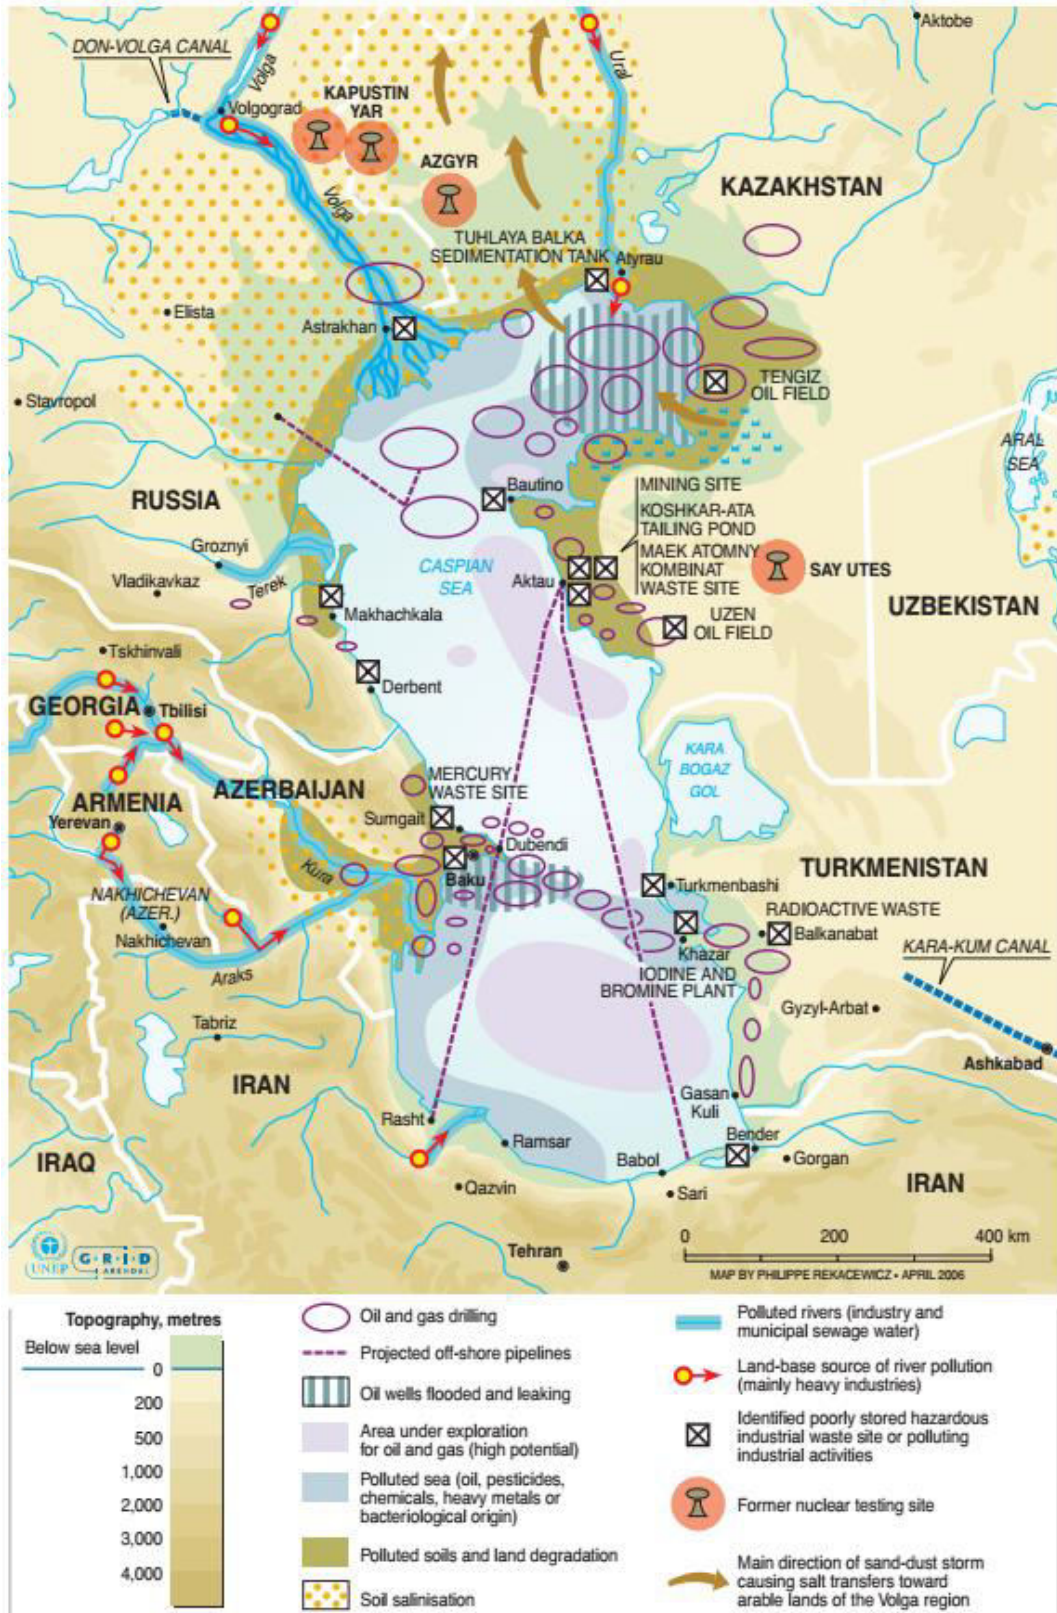 DON-VOLGA CANAL
Volga
Ural
Aktobe
Volgograd
KAPUSTIN
YAR
AZGYR
KAZAKHSTAN
Volga
TUHLAYA BALKA
SEDIMENTATION TANK
Atyrau
Elista
Astrakhan
TENGIZ
OIL FIELD
Stavropol
ARAL
SEA
RUSSIA
Bautino
MINING SITE
KOSHKAR-ATA
TAILING POND
MAEK ATOMNY
KOMBINAT
WASTE SITE
SAY UTES
Groznyi
CASPIAN
SEA
Vladikavkaz
Terek
Aktau
UZBEKISTAN
Makhachkala
UZEN
OIL FIELD
Tskhinvali
Derbent
GEORGIA
Tbilisi
KARA
BOGAZ
GOL
MERCURY
WASTE SITE
AZERBAIJAN
ARMENIA
Yerevan
Sumgait
Dubendi
Baku
Kura
TURKMENISTAN
Turkmenbashi
NAKHICHEVAN
(AZER.)
Nakhichevan
RADIOACTIVE WASTE
Balkanabat
Khazar
KARA-KUM CANAL
Araks
IODINE AND
BROMINE PLANT
Gyzyl-Arbat
Tabriz
Ashkabad
IRAN
Gasan
Kuli
Rasht
Ramsar
Bender
IRAQ
Babol
Gorgan
Qazvin
Sari
IRAN
0 200 400 km
UNEP
G·R·I·D
ARENDAL
Tehran
MAP BY PHILIPPE REKACEWICZ • APRIL 2006
Topography, metres
Below sea level
0
200
500
1,000
2,000
3,000
4,000
Oil and gas drilling
Projected off-shore pipelines
Oil wells flooded and leaking
Area under exploration
for oil and gas (high potential)
Polluted sea (oil, pesticides,
chemicals, heavy metals or
bacteriological origin)
Polluted soils and land degradation
Soil salinisation
Polluted rivers (industry and
municipal sewage water)
Land-base source of river pollution
(mainly heavy industries)
Identified poorly stored hazardous
industrial waste site or polluting
industrial activities
Former nuclear testing site
Main direction of sand-dust storm
causing salt transfers toward
arable lands of the Volga region